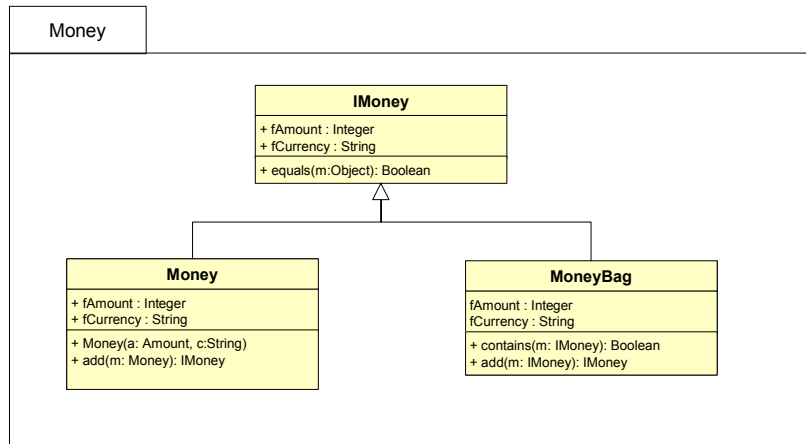 Money
IMoney
+ fAmount : Integer
+ fCurrency : String
+ equals(m:Object): Boolean
Money
+ fAmount : Integer
+ fCurrency : String
+ Money(a: Amount, c:String)
+ add(m: Money): IMoney
MoneyBag
fAmount : Integer
fCurrency : String
+ contains(m: IMoney): Boolean
+ add(m: IMoney): IMoney